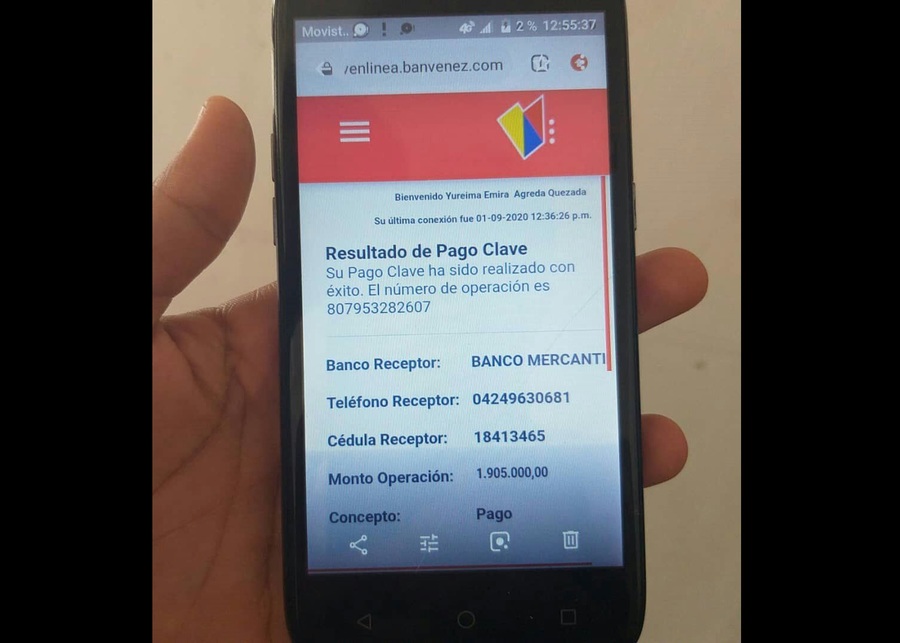 Movist.. 4G 2 % 12:55:37
/enlinea.banvenez.com
Bienvenido Yureima Emira Agreda Quezada
Su última conexión fue 01-09-2020 12:36:26 p.m.
Resultado de Pago Clave
Su Pago Clave ha sido realizado con
éxito. El número de operación es
807953282607
Banco Receptor: BANCO MERCANTI
Teléfono Receptor: 04249630681
Cédula Receptor: 18413465
Monto Operación: 1.905.000,00
Concepto: Pago